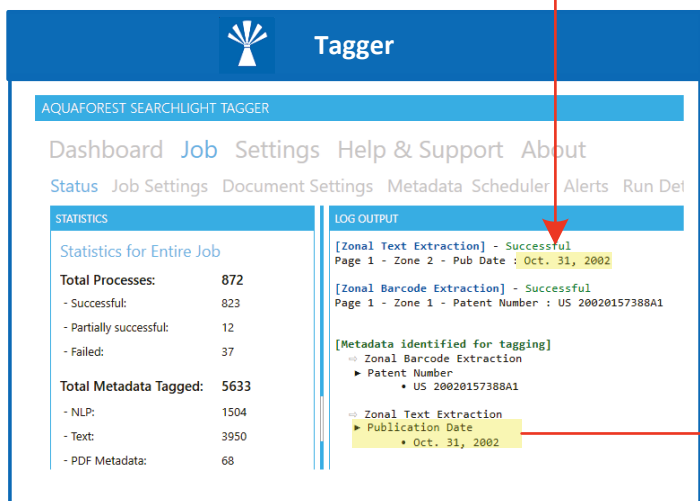 Tagger
AQUAFOREST SEARCHLIGHT TAGGER
Dashboard Job Settings Help & Support About
Status Job Settings Document Settings Metadata Scheduler Alerts Run Det
STATISTICS
Statistics for Entire Job
Total Processes: 872
- Successful: 823
- Partially successful: 12
- Failed: 37
Total Metadata Tagged: 5633
- NLP: 1504
- Text: 3950
- PDF Metadata: 68
LOG OUTPUT
[Zonal Text Extraction] - Successful
Page 1 - Zone 2 - Pub Date : Oct. 31, 2002
[Zonal Barcode Extraction] - Successful
Page 1 - Zone 1 - Patent Number : US 20020157388A1
[Metadata identified for tagging]
⇨ Zonal Barcode Extraction
► Patent Number
• US 20020157388A1
⇨ Zonal Text Extraction
► Publication Date
• Oct. 31, 2002